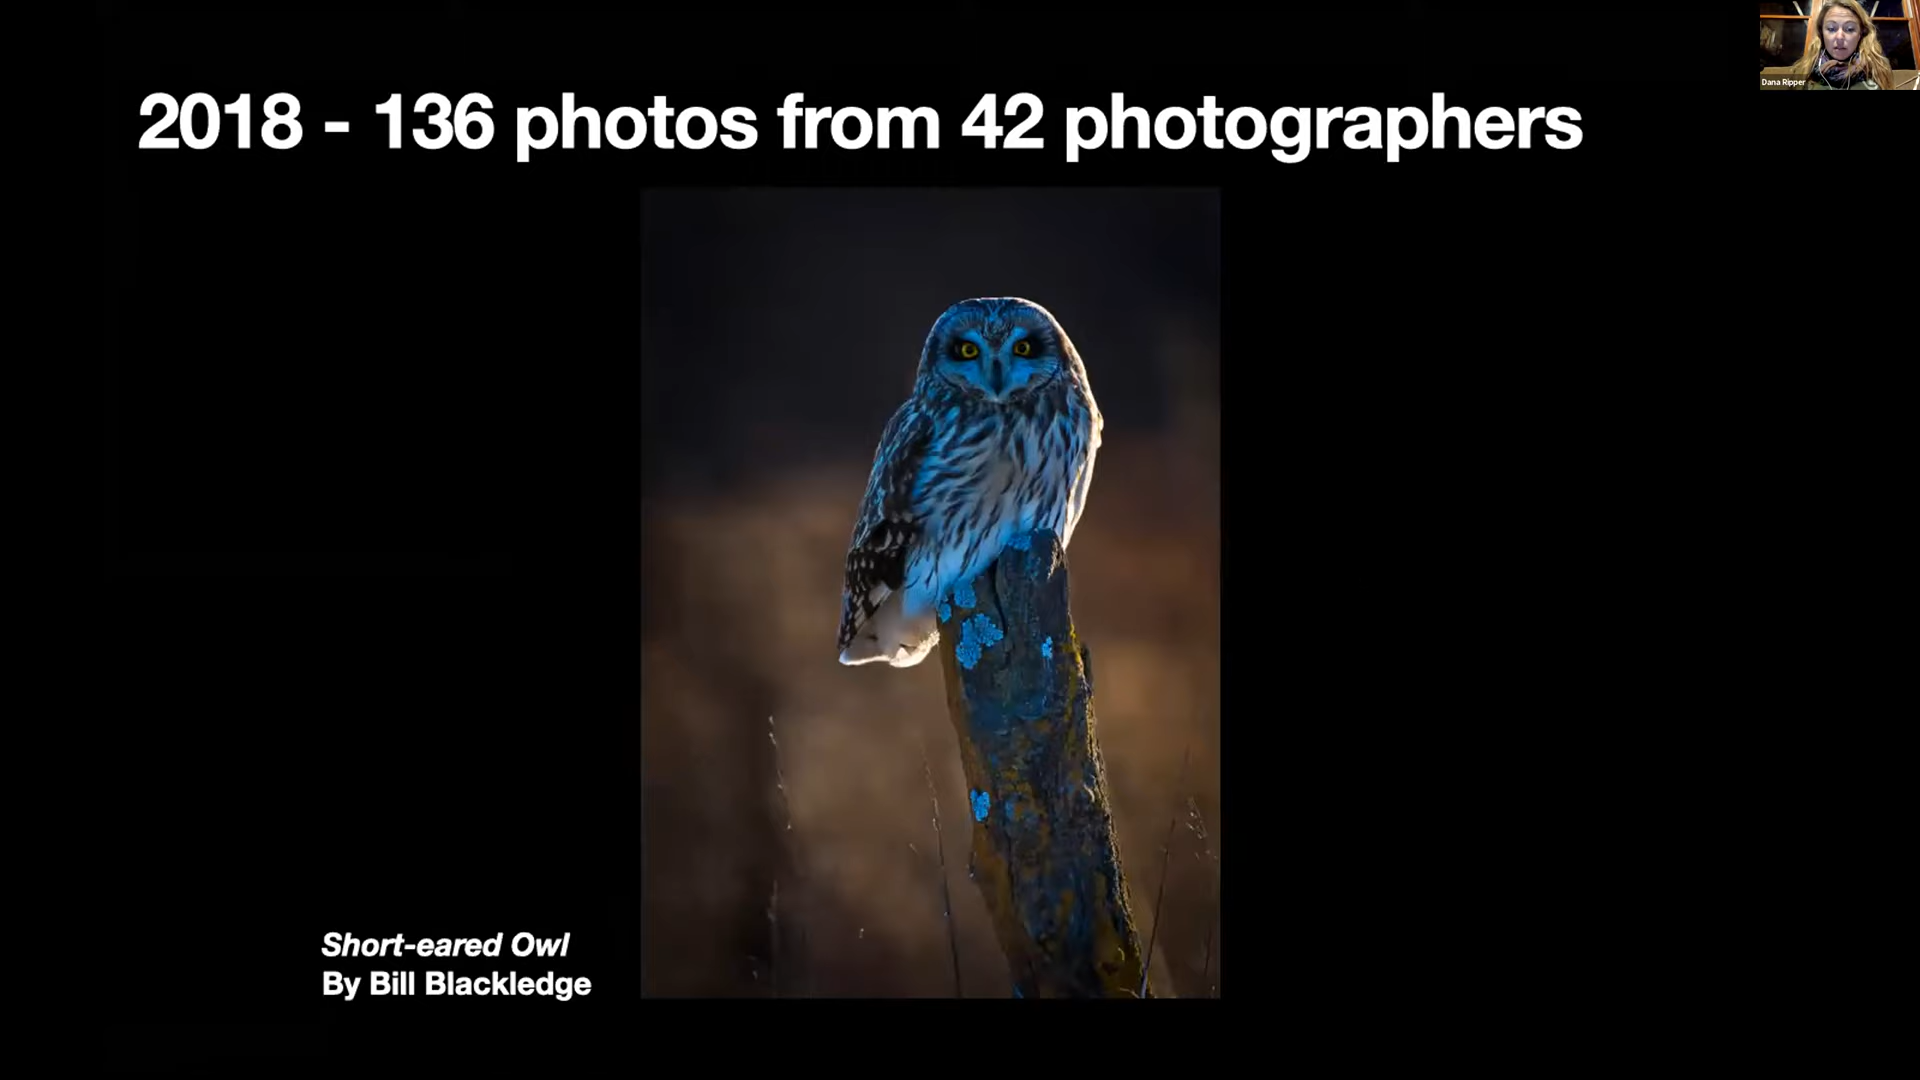 Dana Ripper
2018 - 136 photos from 42 photographers
Short-eared Owl
By Bill Blackledge